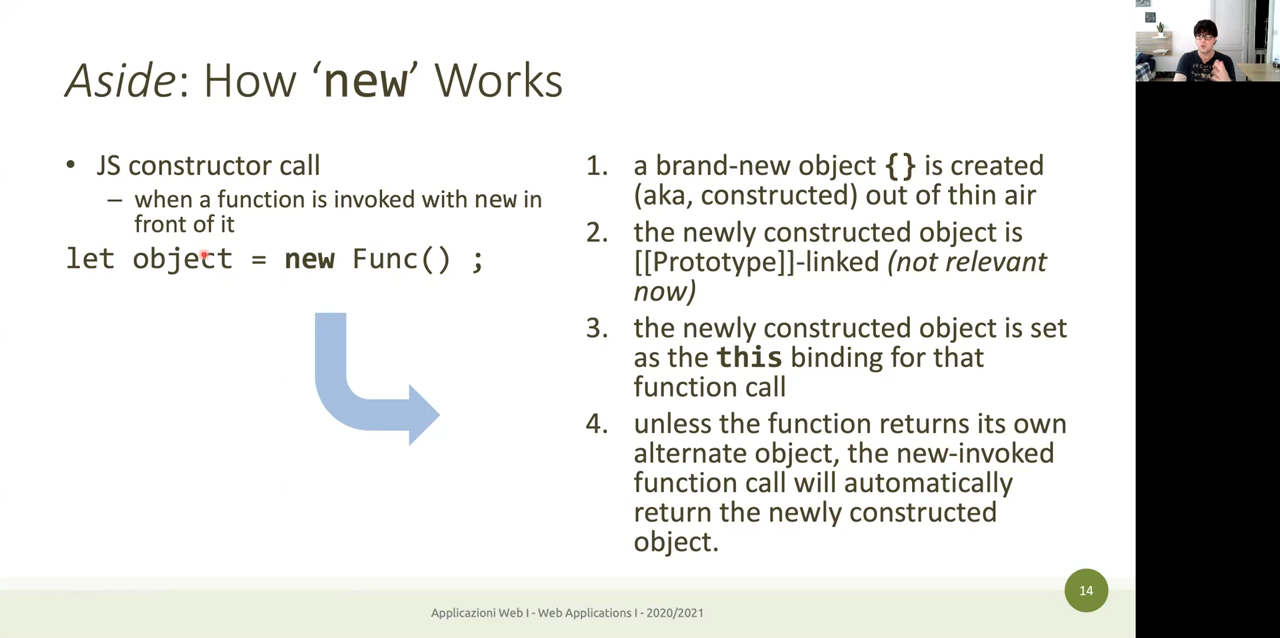 Aside: How ‘new’ Works
• JS constructor call
– when a function is invoked with new in
front of it
let object = new Func() ;
1. a brand-new object {} is created
(aka, constructed) out of thin air
2. the newly constructed object is
[[Prototype]]-linked (not relevant
now)
3. the newly constructed object is set
as the this binding for that
function call
4. unless the function returns its own
alternate object, the new-invoked
function call will automatically
return the newly constructed
object.
14
Applicazioni Web I - Web Applications I - 2020/2021